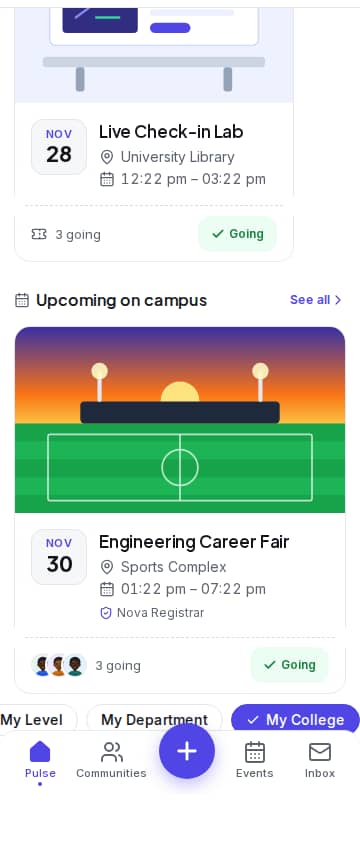 Live Check-in Lab
NOV
28
University Library
12:22 pm – 03:22 pm
3 going
Going
Upcoming on campus
See all
Engineering Career Fair
NOV
30
Sports Complex
01:22 pm – 07:22 pm
Nova Registrar
3 going
Going
My Level
My Department
My College
Pulse
Communities
Events
Inbox